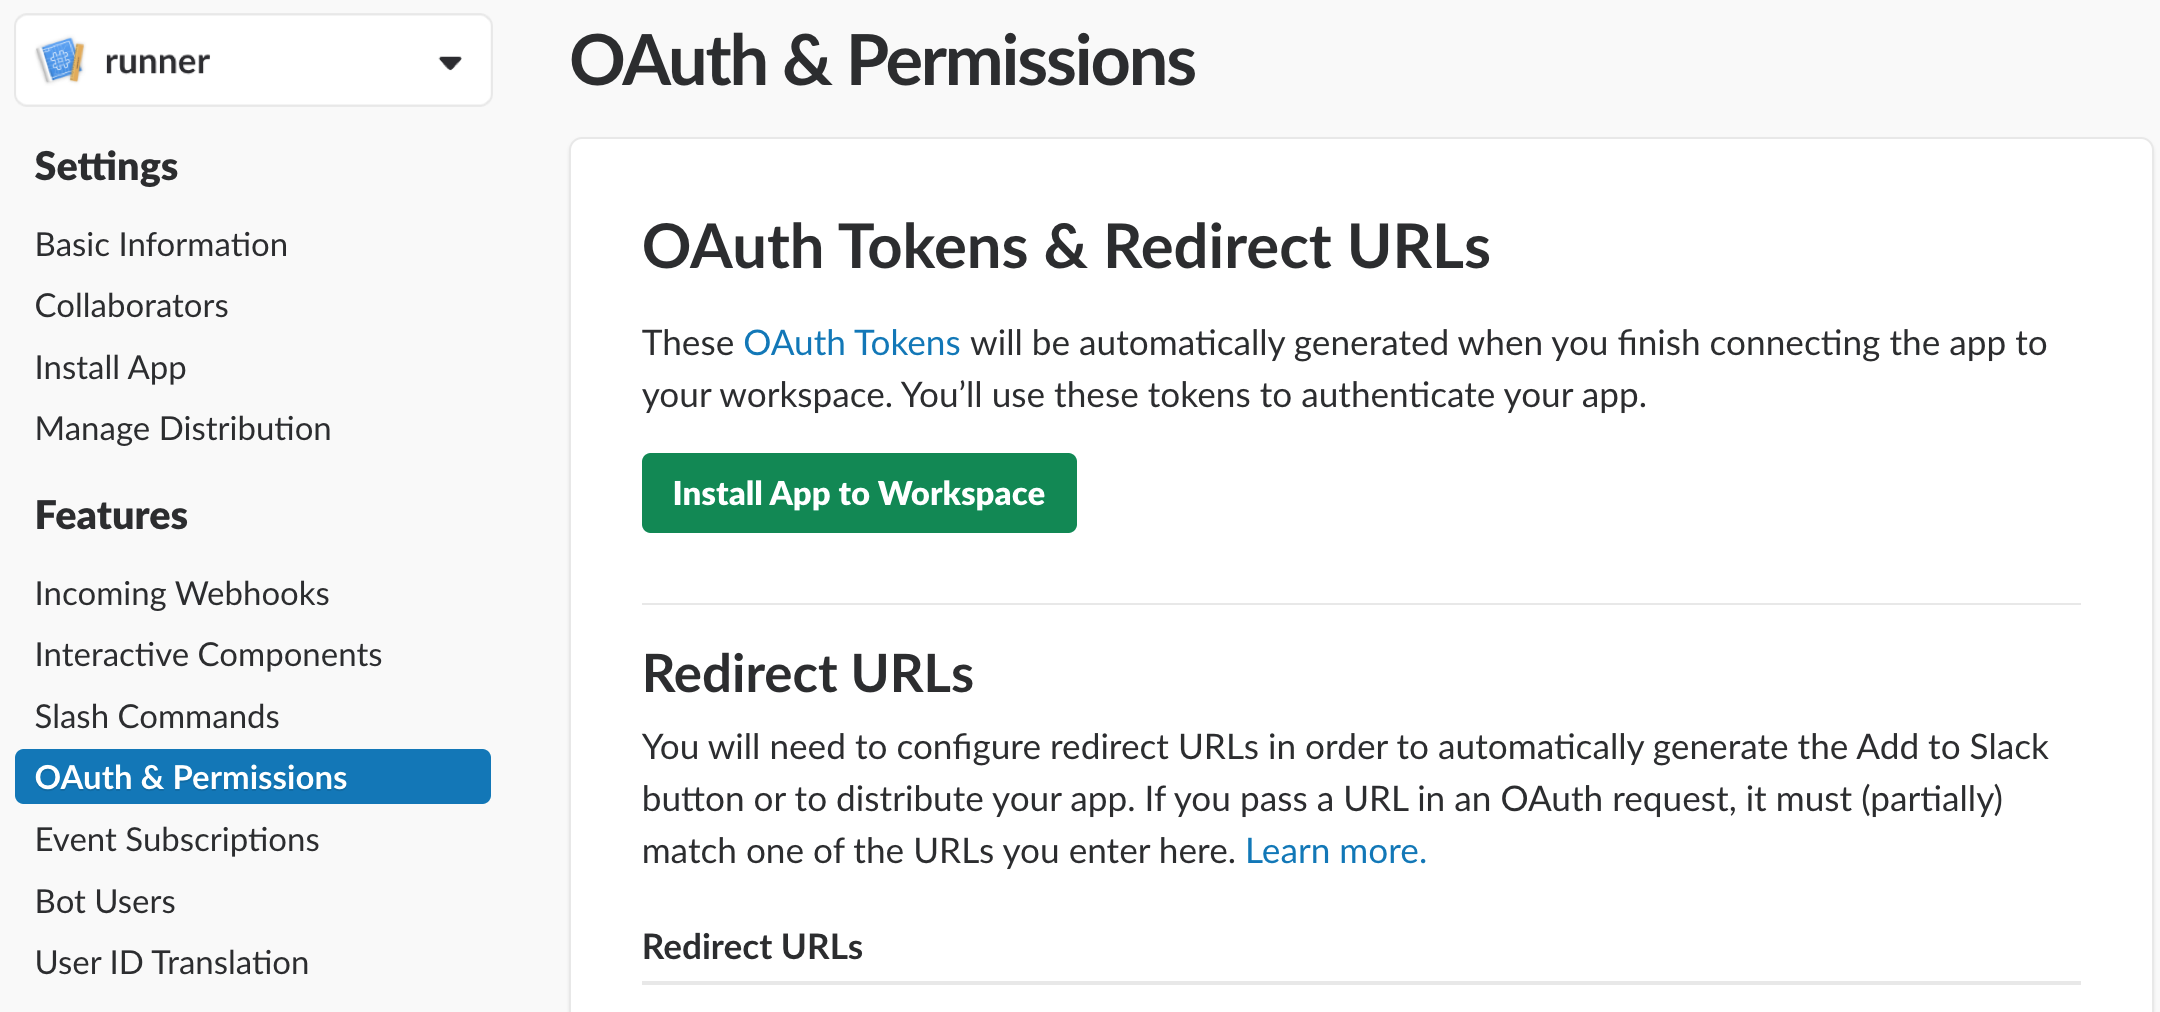 runner
Settings
Basic Information
Collaborators
Install App
Manage Distribution
Features
Incoming Webhooks
Interactive Components
Slash Commands
OAuth & Permissions
Event Subscriptions
Bot Users
User ID Translation
OAuth & Permissions
OAuth Tokens & Redirect URLs
These OAuth Tokens will be automatically generated when you finish connecting the app to
your workspace. You’ll use these tokens to authenticate your app.
Install App to Workspace
Redirect URLs
You will need to configure redirect URLs in order to automatically generate the Add to Slack
button or to distribute your app. If you pass a URL in an OAuth request, it must (partially)
match one of the URLs you enter here. Learn more.
Redirect URLs